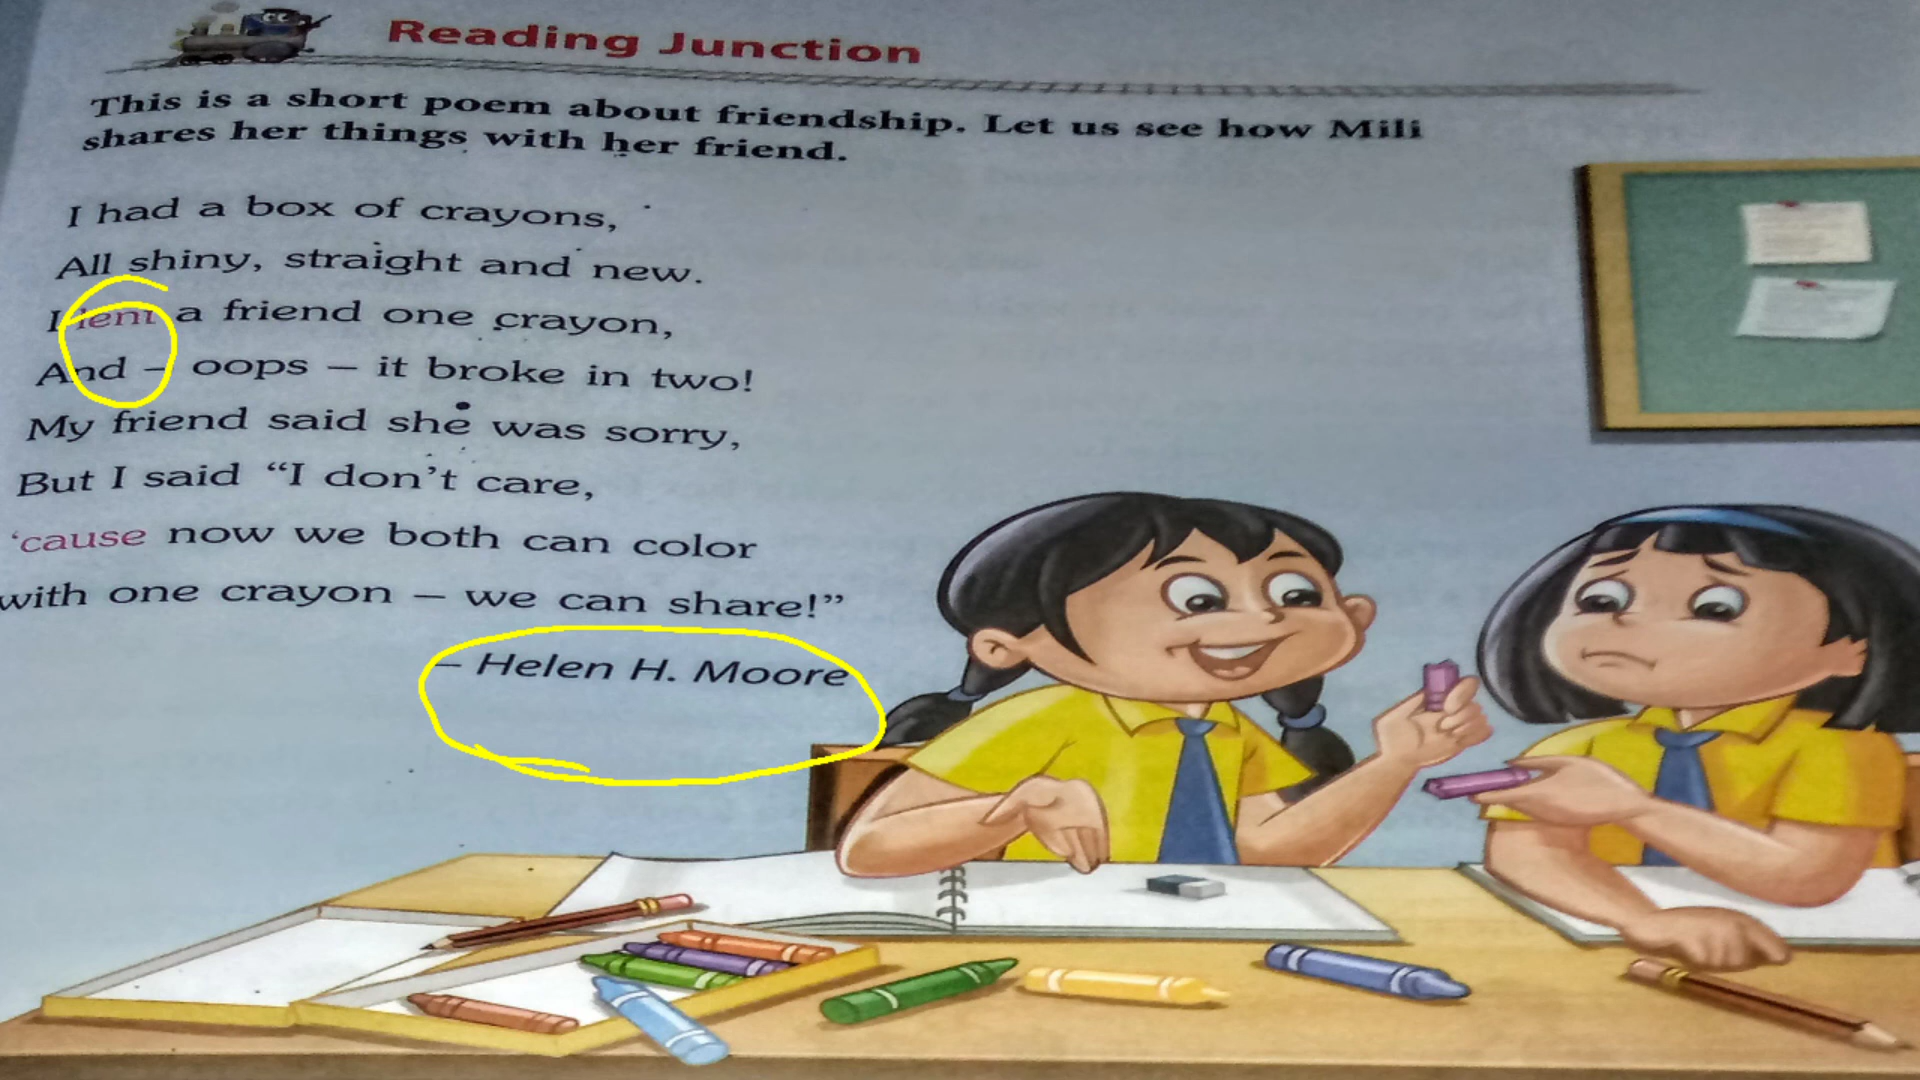 Reading Junction
This is a short poem about friendship. Let us see how Mili
shares her things with her friend.
I had a box of crayons,
All shiny, straight and new.
I lent a friend one crayon,
And – oops – it broke in two!
My friend said she was sorry,
But I said “I don’t care,
‘cause now we both can color
with one crayon – we can share!”
– Helen H. Moore